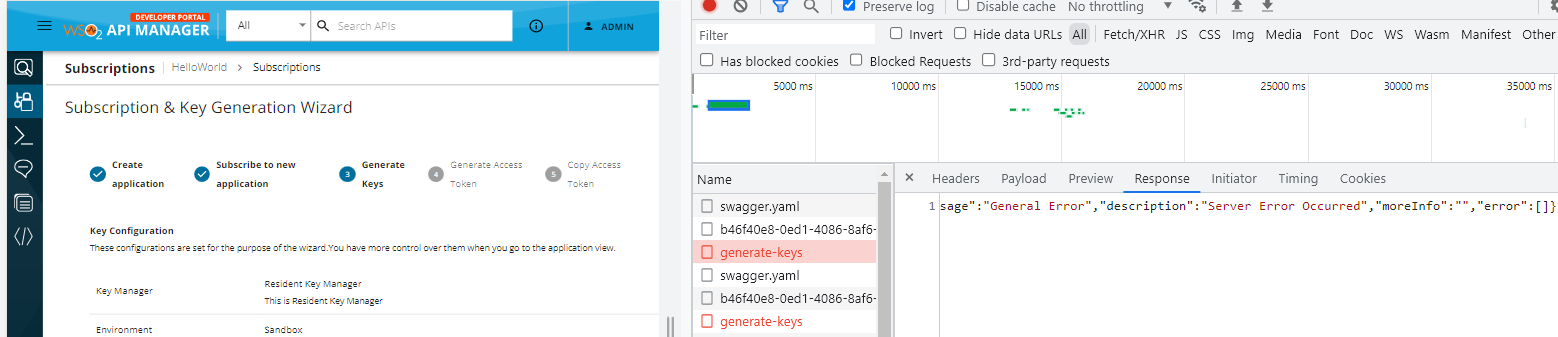 DEVELOPER PORTAL
WSO2 API MANAGER
All
Search APIs
ADMIN
Subscriptions
HelloWorld > Subscriptions
Subscription & Key Generation Wizard
Create application
Subscribe to new application
3 Generate Keys
4 Generate Access Token
5 Copy Access Token
Key Configuration
These configurations are set for the purpose of the wizard.You have more control over them when you go to the application view.
Key Manager
Resident Key Manager
This is Resident Key Manager
Environment
Sandbox
Preserve log
Disable cache
No throttling
Filter
Invert
Hide data URLs
All
Fetch/XHR JS CSS Img Media Font Doc WS Wasm Manifest Other
Has blocked cookies
Blocked Requests
3rd-party requests
5000 ms 10000 ms 15000 ms 20000 ms 25000 ms 30000 ms 35000 ms
Name
swagger.yaml
b46f40e8-0ed1-4086-8af6-
generate-keys
swagger.yaml
b46f40e8-0ed1-4086-8af6-
generate-keys
× Headers Payload Preview Response Initiator Timing Cookies
1 sage":"General Error","description":"Server Error Occurred","moreInfo":"","error":[]}